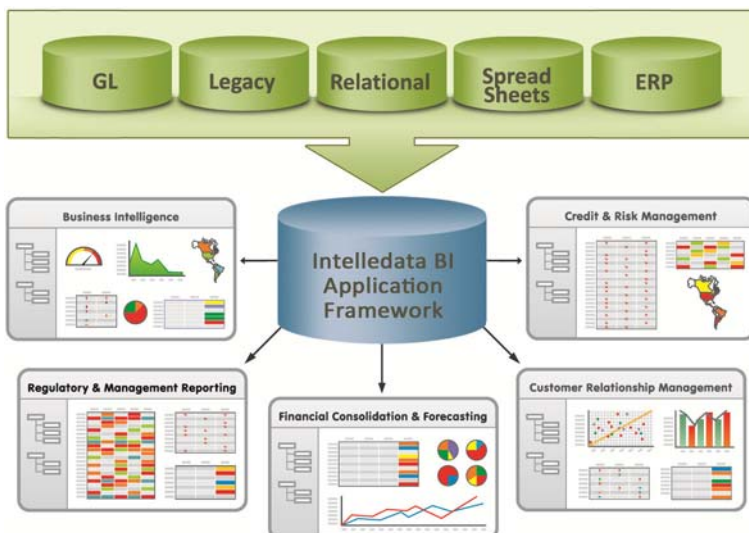 GL
Legacy
Relational
Spread
Sheets
ERP
Business Intelligence
Intelledata BI
Application
Framework
Credit & Risk Management
Regulatory & Management Reporting
Financial Consolidation & Forecasting
Customer Relationship Management